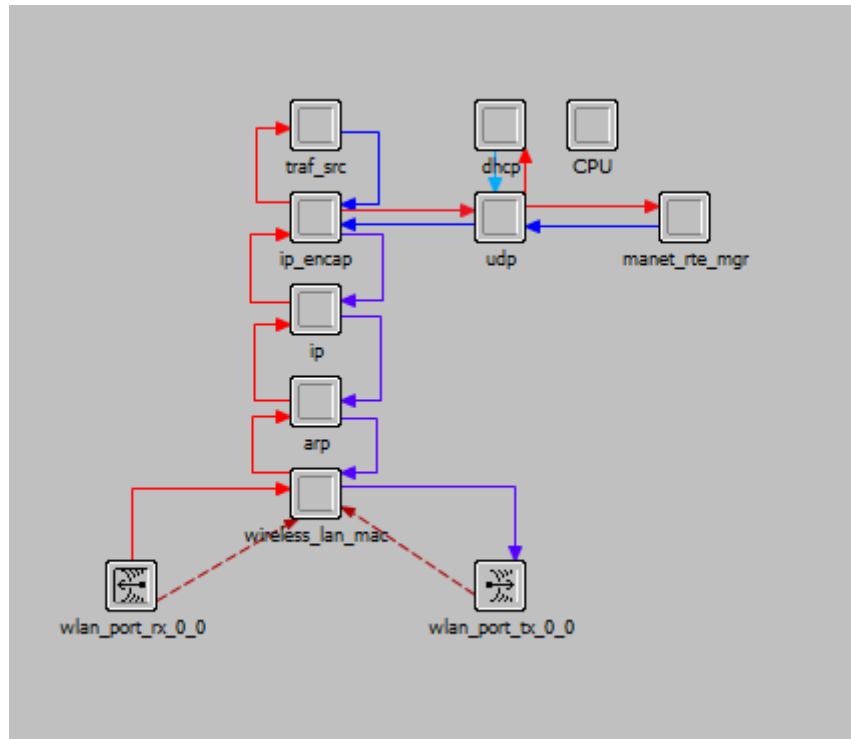 traf_src
dhcp
CPU
ip_encap
udp
manet_rte_mgr
ip
arp
wireless_lan_mac
wlan_port_rx_0_0
wlan_port_tx_0_0